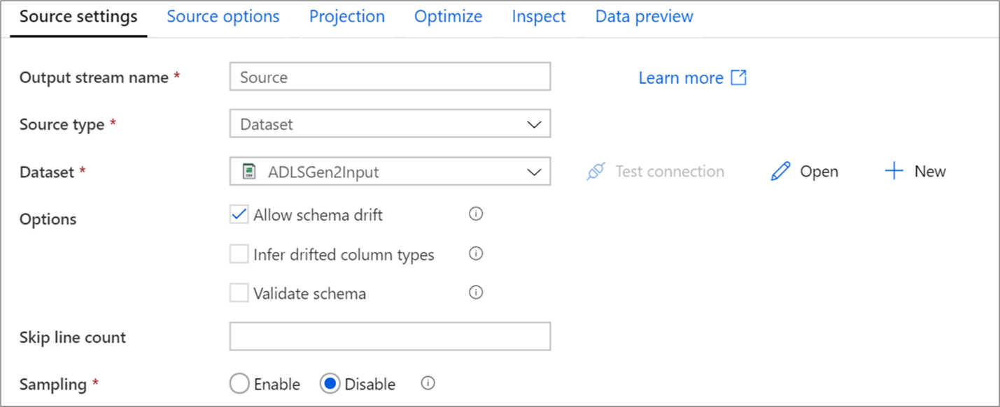 Source settings Source options Projection Optimize Inspect Data preview
Output stream name * Source Learn more
Source type * Dataset
Dataset * ADLSGen2Input Test connection Open New
Options Allow schema drift
Infer drifted column types
Validate schema
Skip line count
Sampling * Enable Disable